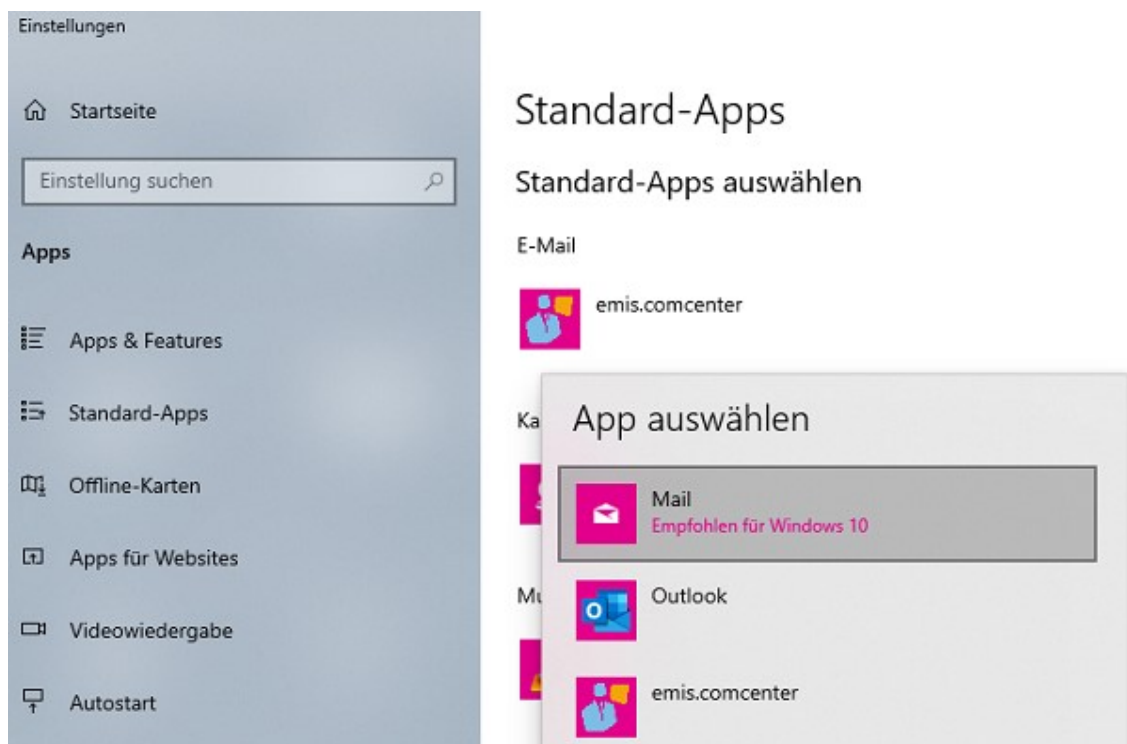 Einstellungen
Startseite
Einstellung suchen
Apps
Apps & Features
Standard-Apps
Offline-Karten
Apps für Websites
Videowiedergabe
Autostart
Standard-Apps
Standard-Apps auswählen
E-Mail
emis.comcenter
Ka
App auswählen
Mail
Empfohlen für Windows 10
Mu
Outlook
emis.comcenter